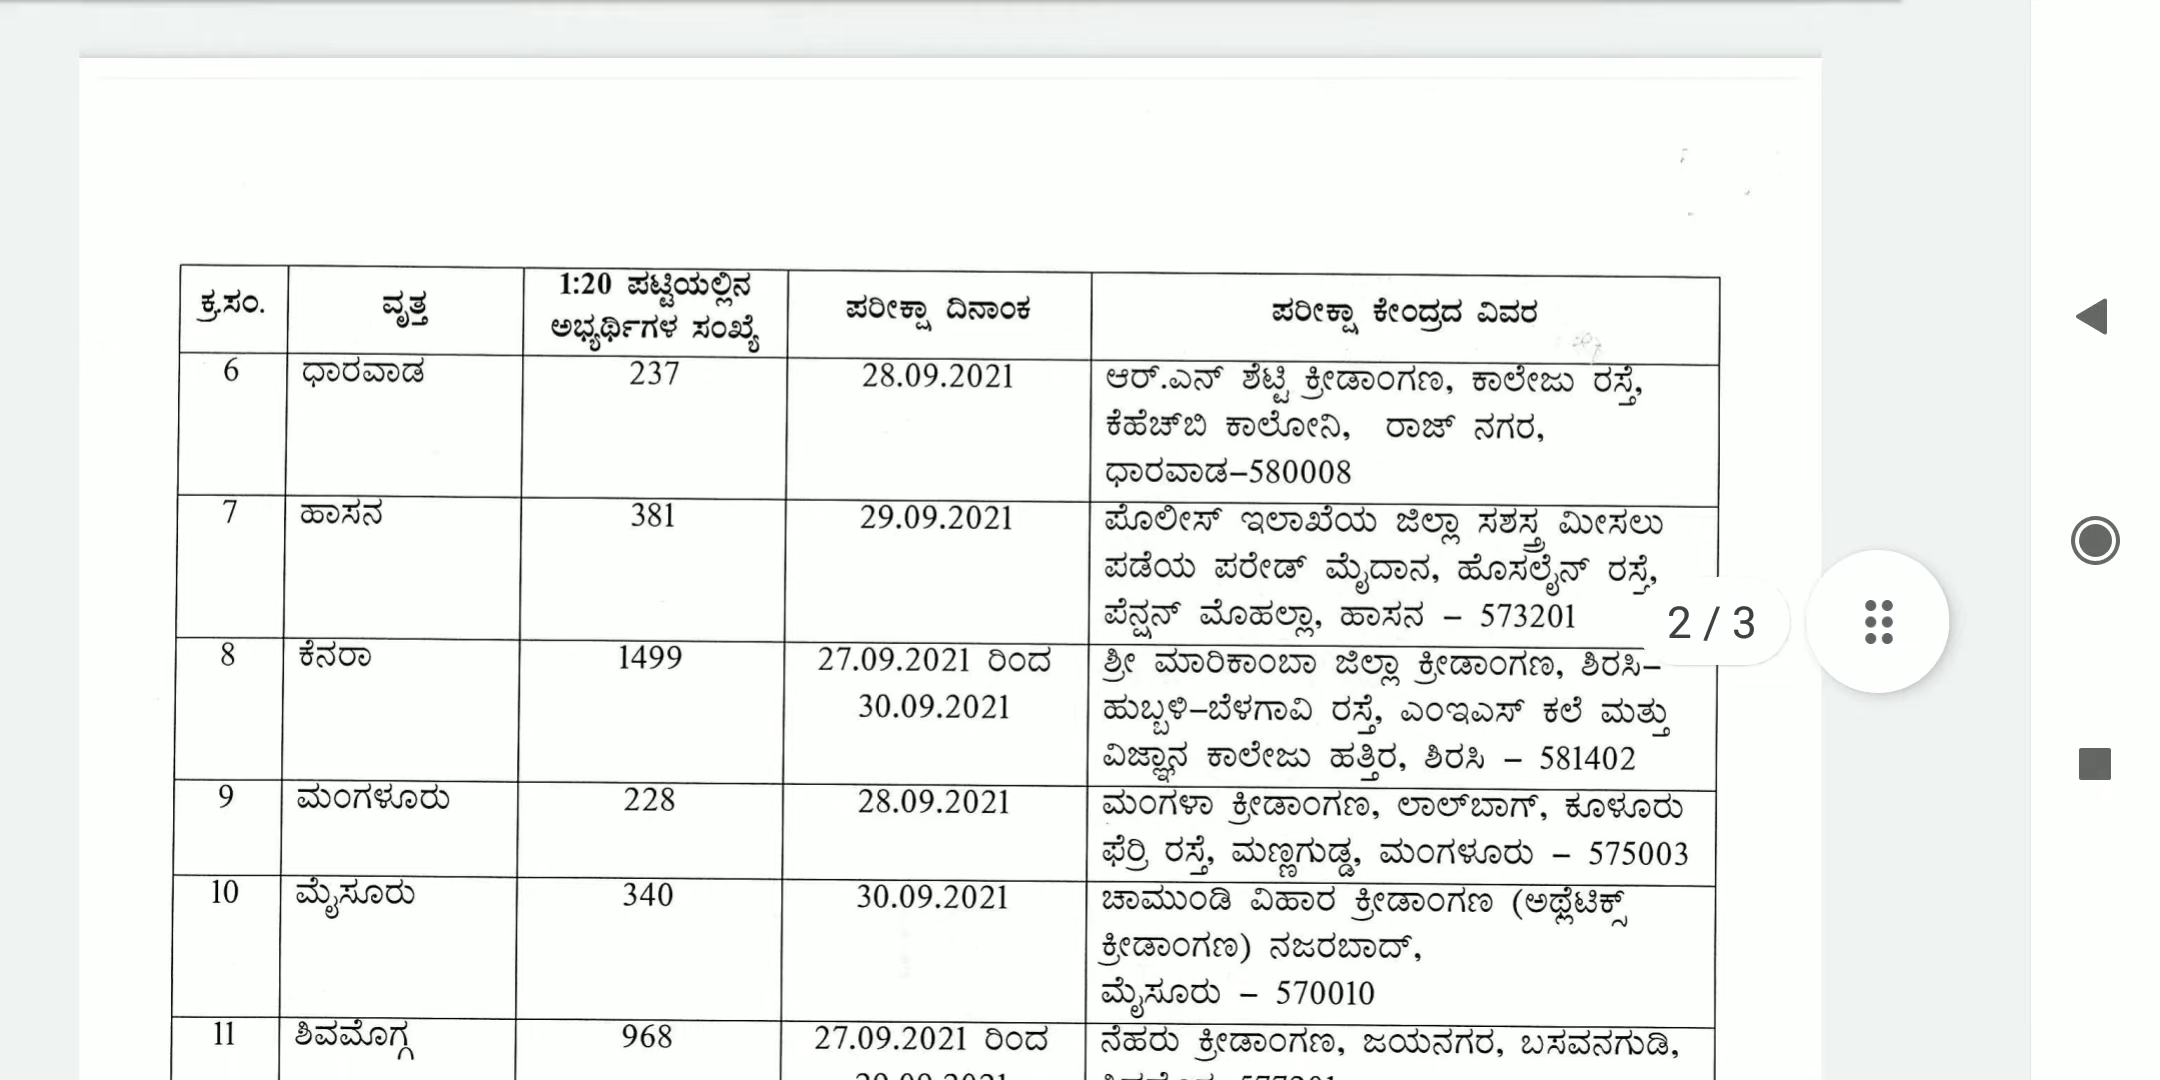 ಕ್ರ.ಸಂ. ವೃತ್ತ 1:20 ಪಟ್ಟಿಯಲ್ಲಿನ ಅಭ್ಯರ್ಥಿಗಳ ಸಂಖ್ಯೆ ಪರೀಕ್ಷಾ ದಿನಾಂಕ ಪರೀಕ್ಷಾ ಕೇಂದ್ರದ ವಿವರ
6 ಧಾರವಾಡ 237 28.09.2021 ಆರ್.ಎನ್ ಶೆಟ್ಟಿ ಕ್ರೀಡಾಂಗಣ, ಕಾಲೇಜು ರಸ್ತೆ,
ಕೆಹೆಚ್‌ಬಿ ಕಾಲೋನಿ, ರಾಜ್ ನಗರ,
ಧಾರವಾಡ–580008
7 ಹಾಸನ 381 29.09.2021 ಪೊಲೀಸ್ ಇಲಾಖೆಯ ಜಿಲ್ಲಾ ಸಶಸ್ತ್ರ ಮೀಸಲು
ಪಡೆಯ ಪರೇಡ್ ಮೈದಾನ, ಹೊಸಲೈನ್ ರಸ್ತೆ,
ಪೆನ್ಷನ್ ಮೊಹಲ್ಲಾ, ಹಾಸನ – 573201
2 / 3
8 ಕೆನರಾ 1499 27.09.2021 ರಿಂದ ಶ್ರೀ ಮಾರಿಕಾಂಬಾ ಜಿಲ್ಲಾ ಕ್ರೀಡಾಂಗಣ, ಶಿರಸಿ–
30.09.2021 ಹುಬ್ಬಳಿ–ಬೆಳಗಾವಿ ರಸ್ತೆ, ಎಂಇಎಸ್ ಕಲೆ ಮತ್ತು
ವಿಜ್ಞಾನ ಕಾಲೇಜು ಹತ್ತಿರ, ಶಿರಸಿ – 581402
9 ಮಂಗಳೂರು 228 28.09.2021 ಮಂಗಳಾ ಕ್ರೀಡಾಂಗಣ, ಲಾಲ್‌ಬಾಗ್, ಕೂಳೂರು
ಫೆರ್ರಿ ರಸ್ತೆ, ಮಣ್ಣಗುಡ್ಡ, ಮಂಗಳೂರು – 575003
10 ಮೈಸೂರು 340 30.09.2021 ಚಾಮುಂಡಿ ವಿಹಾರ ಕ್ರೀಡಾಂಗಣ (ಅಥ್ಲೆಟಿಕ್ಸ್
ಕ್ರೀಡಾಂಗಣ) ನಜರಬಾದ್,
ಮೈಸೂರು – 570010
11 ಶಿವಮೊಗ್ಗ 968 27.09.2021 ರಿಂದ ನೆಹರು ಕ್ರೀಡಾಂಗಣ, ಜಯನಗರ, ಬಸವನಗುಡಿ,